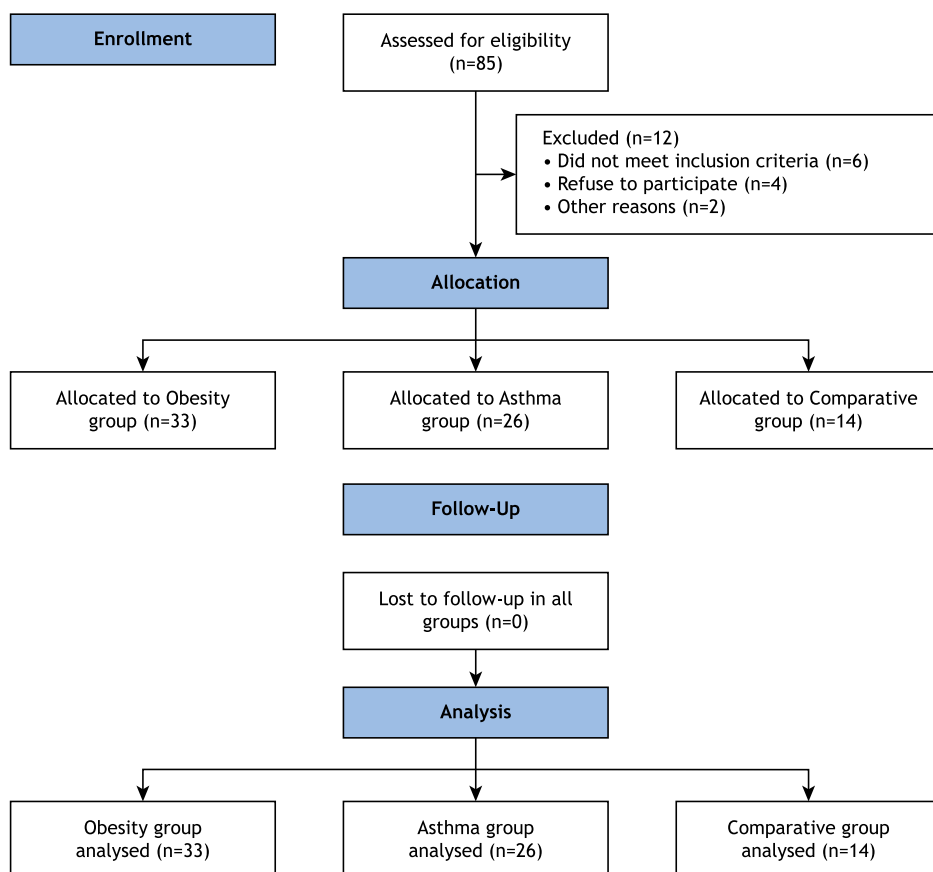 Enrollment
Assessed for eligibility
(n=85)
Excluded (n=12)
• Did not meet inclusion criteria (n=6)
• Refuse to participate (n=4)
• Other reasons (n=2)
Allocation
Allocated to Obesity
group (n=33)
Allocated to Asthma
group (n=26)
Allocated to Comparative
group (n=14)
Follow-Up
Lost to follow-up in all
groups (n=0)
Analysis
Obesity group
analysed (n=33)
Asthma group
analysed (n=26)
Comparative group
analysed (n=14)